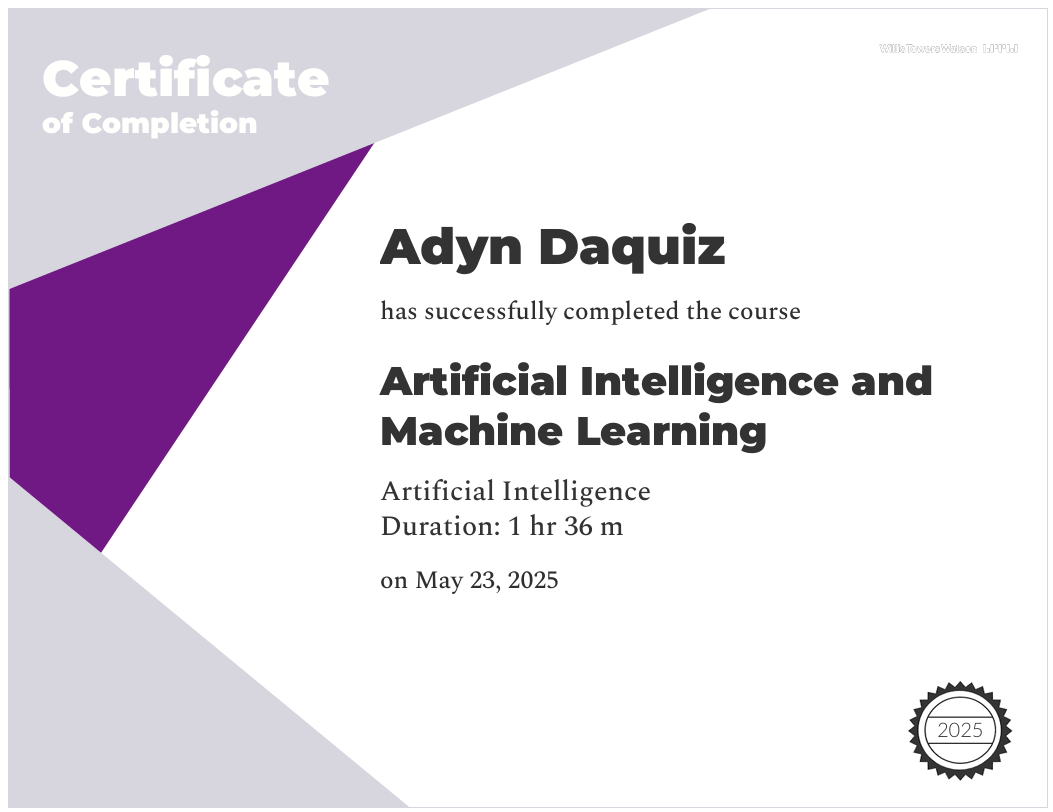 Certificate
of Completion
WillisTowersWatson
Adyn Daquiz
has successfully completed the course
Artificial Intelligence and
Machine Learning
Artificial Intelligence
Duration: 1 hr 36 m
on May 23, 2025
2025